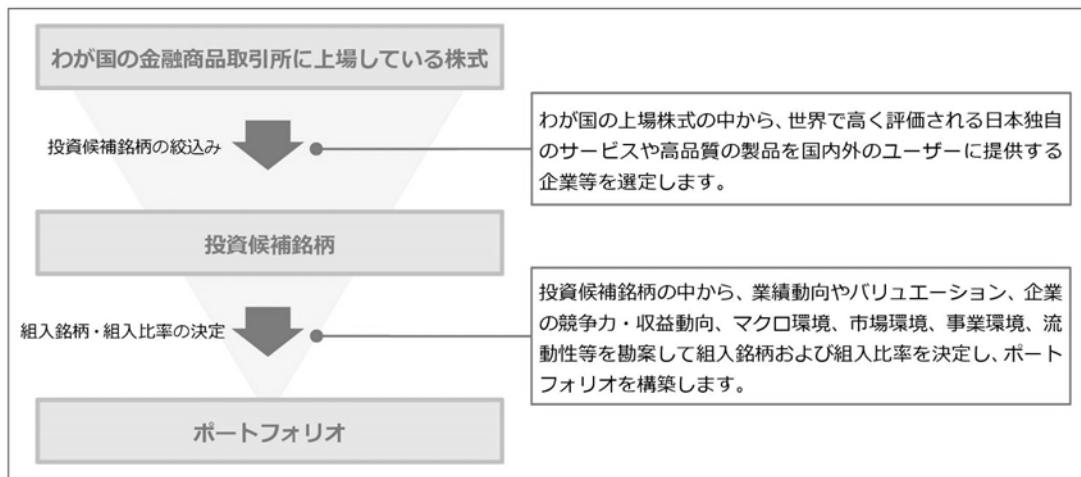 わが国の金融商品取引所に上場している株式
投資候補銘柄の絞込み
わが国の上場株式の中から、世界で高く評価される日本独自
のサービスや高品質の製品を国内外のユーザーに提供する
企業等を選定します。
投資候補銘柄
組入銘柄・組入比率の決定
投資候補銘柄の中から、業績動向やバリュエーション、企業
の競争力・収益動向、マクロ環境、市場環境、事業環境、流
動性等を勘案して組入銘柄および組入比率を決定し、ポート
フォリオを構築します。
ポートフォリオ